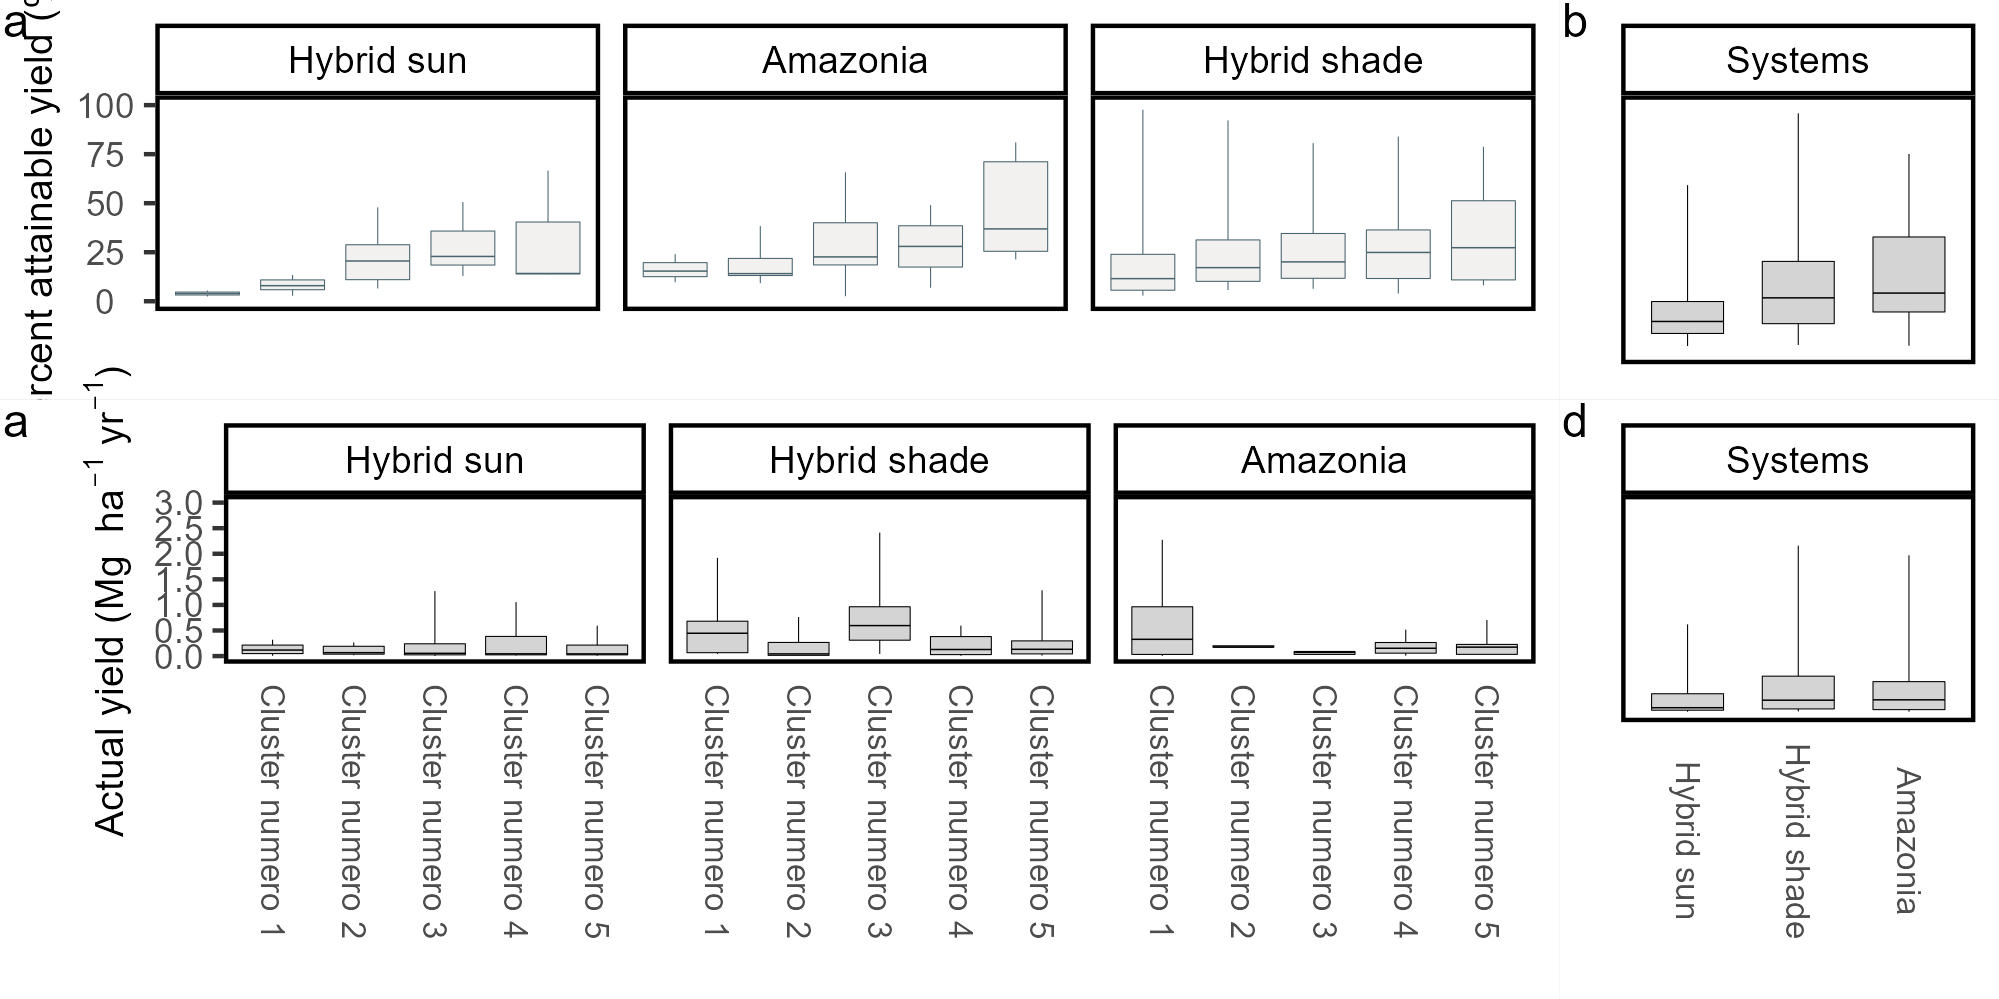 a
b
Hybrid sun
Amazonia
Hybrid shade
Systems
rcent attainable yield (
100
75
50
25
0
a
d
Hybrid sun
Hybrid shade
Amazonia
Systems
Actual yield (Mg ha⁻¹ yr⁻¹)
3.0
2.5
2.0
1.5
1.0
0.5
0.0
Cluster numero 1
Cluster numero 2
Cluster numero 3
Cluster numero 4
Cluster numero 5
Cluster numero 1
Cluster numero 2
Cluster numero 3
Cluster numero 4
Cluster numero 5
Cluster numero 1
Cluster numero 2
Cluster numero 3
Cluster numero 4
Cluster numero 5
Hybrid sun
Hybrid shade
Amazonia